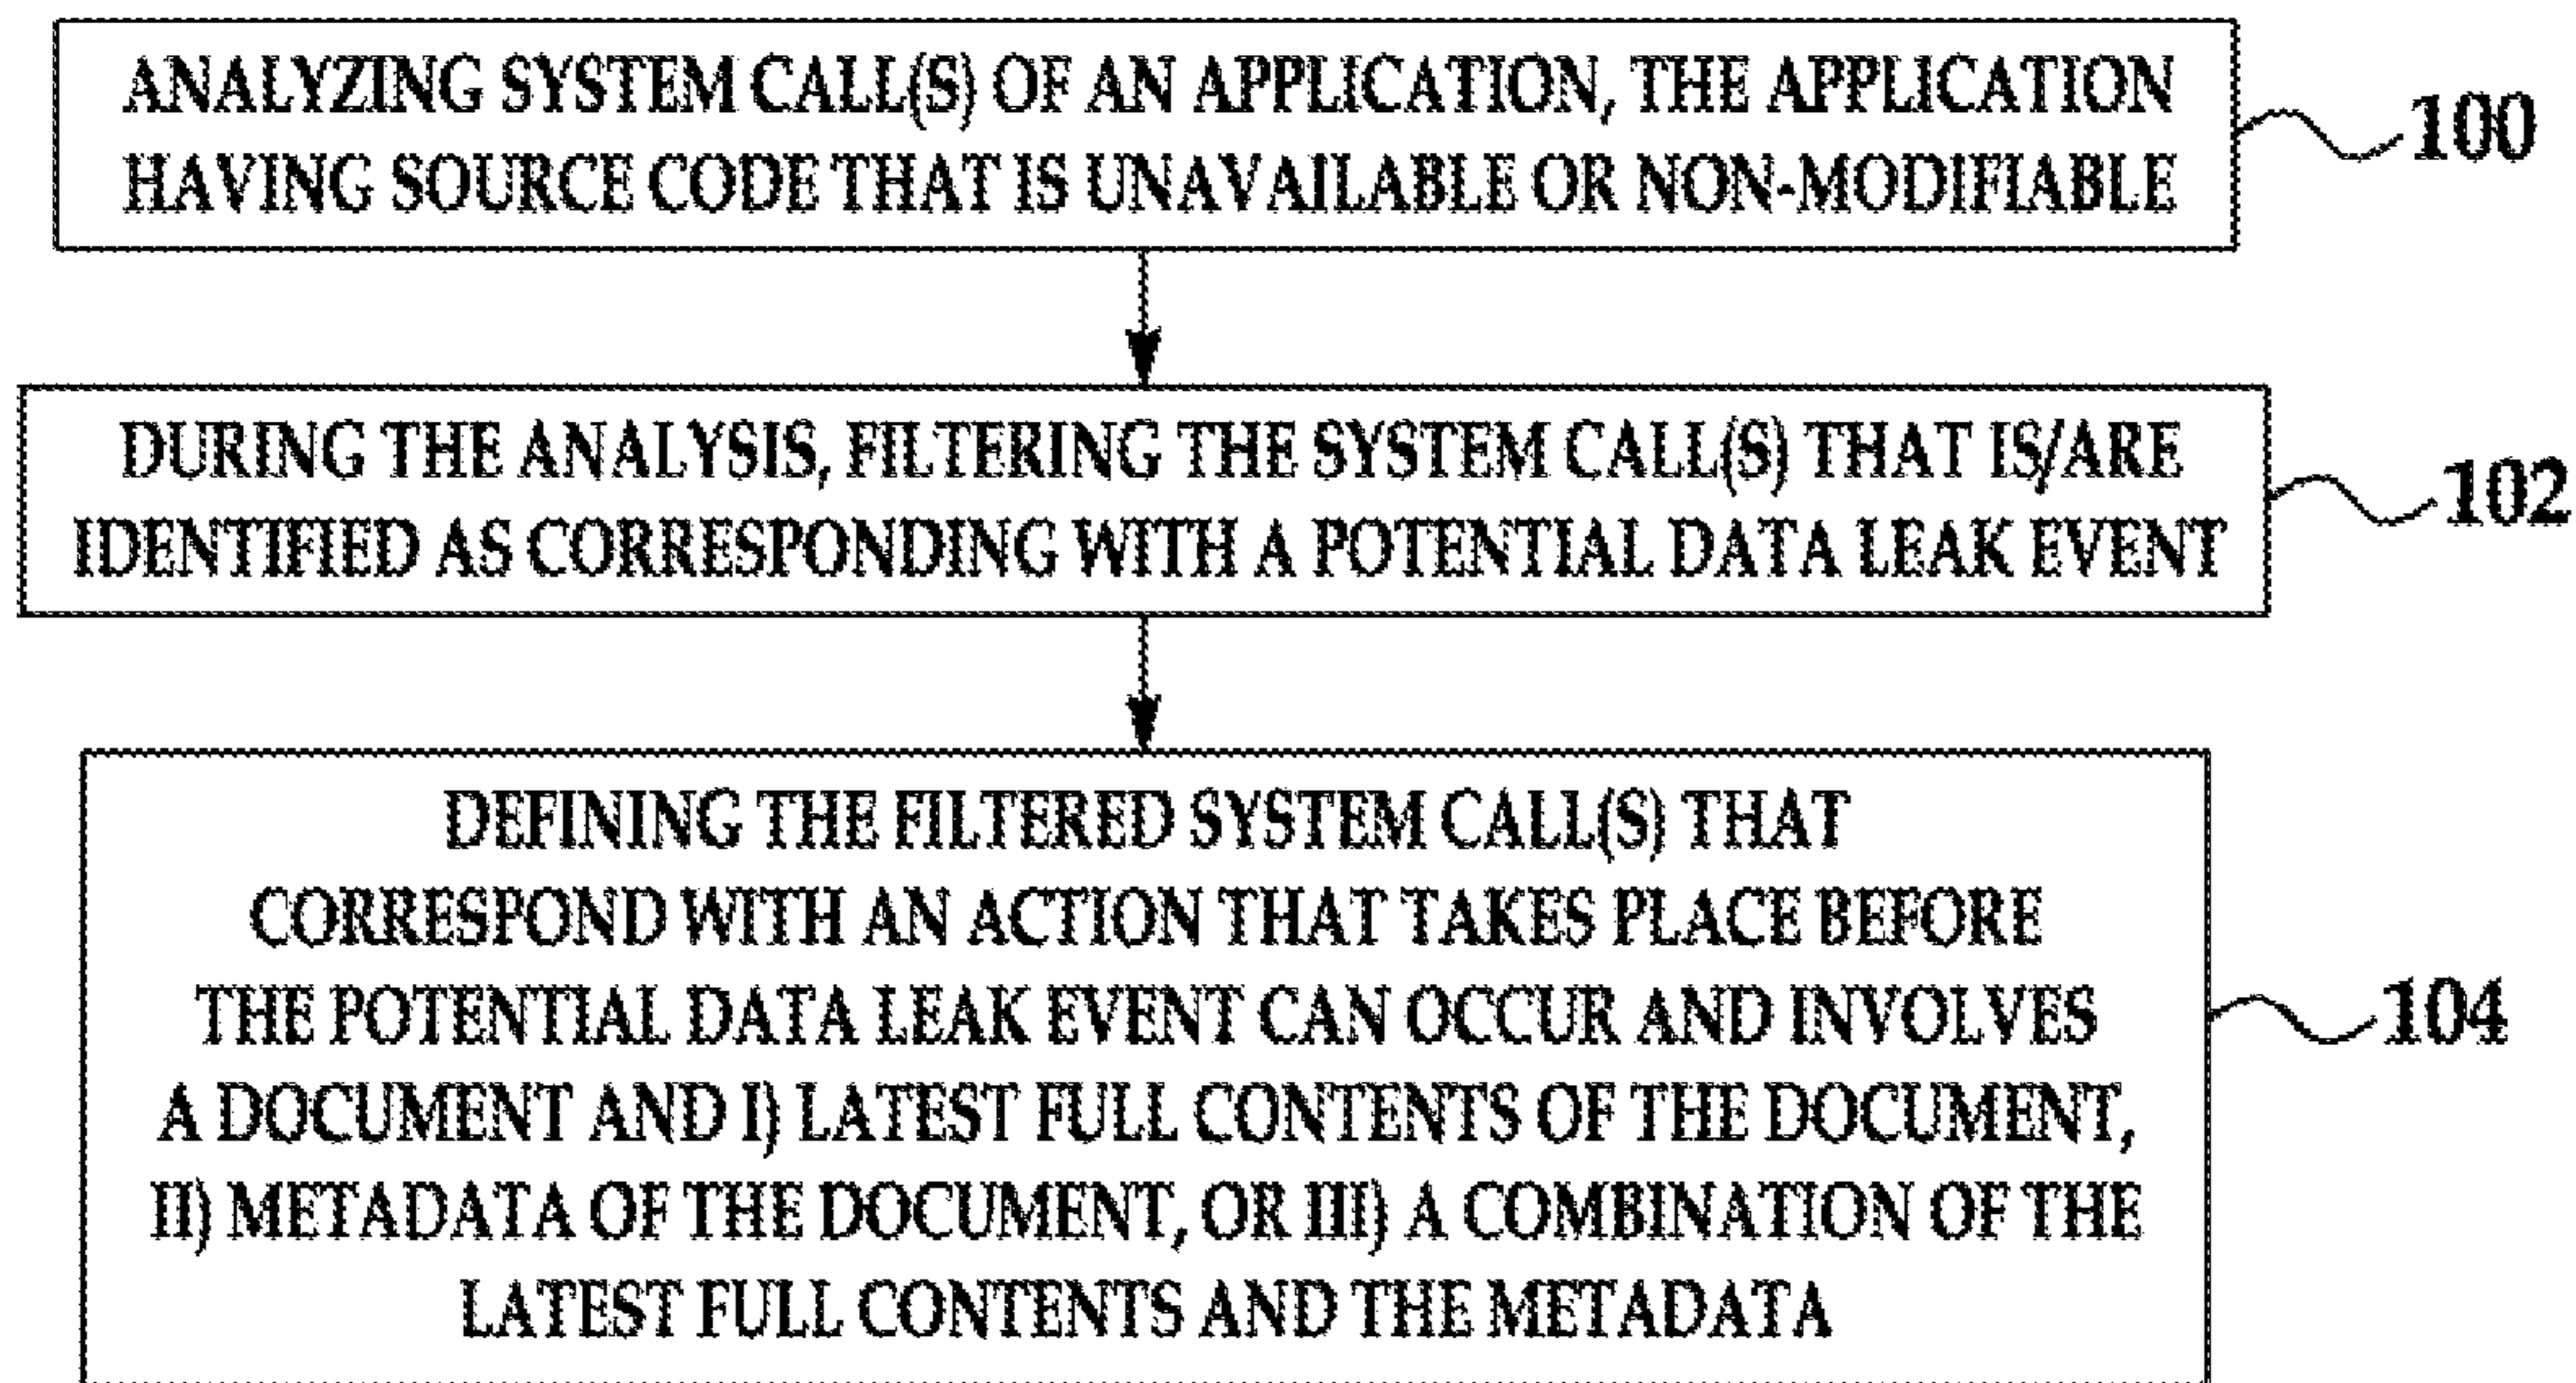 ANALYZING SYSTEM CALL(S) OF AN APPLICATION, THE APPLICATION
HAVING SOURCE CODE THAT IS UNAVAILABLE OR NON-MODIFIABLE
100
DURING THE ANALYSIS, FILTERING THE SYSTEM CALL(S) THAT IS/ARE
IDENTIFIED AS CORRESPONDING WITH A POTENTIAL DATA LEAK EVENT
102
DEFINING THE FILTERED SYSTEM CALL(S) THAT
CORRESPOND WITH AN ACTION THAT TAKES PLACE BEFORE
THE POTENTIAL DATA LEAK EVENT CAN OCCUR AND INVOLVES
A DOCUMENT AND I) LATEST FULL CONTENTS OF THE DOCUMENT,
II) METADATA OF THE DOCUMENT, OR III) A COMBINATION OF THE
LATEST FULL CONTENTS AND THE METADATA
104